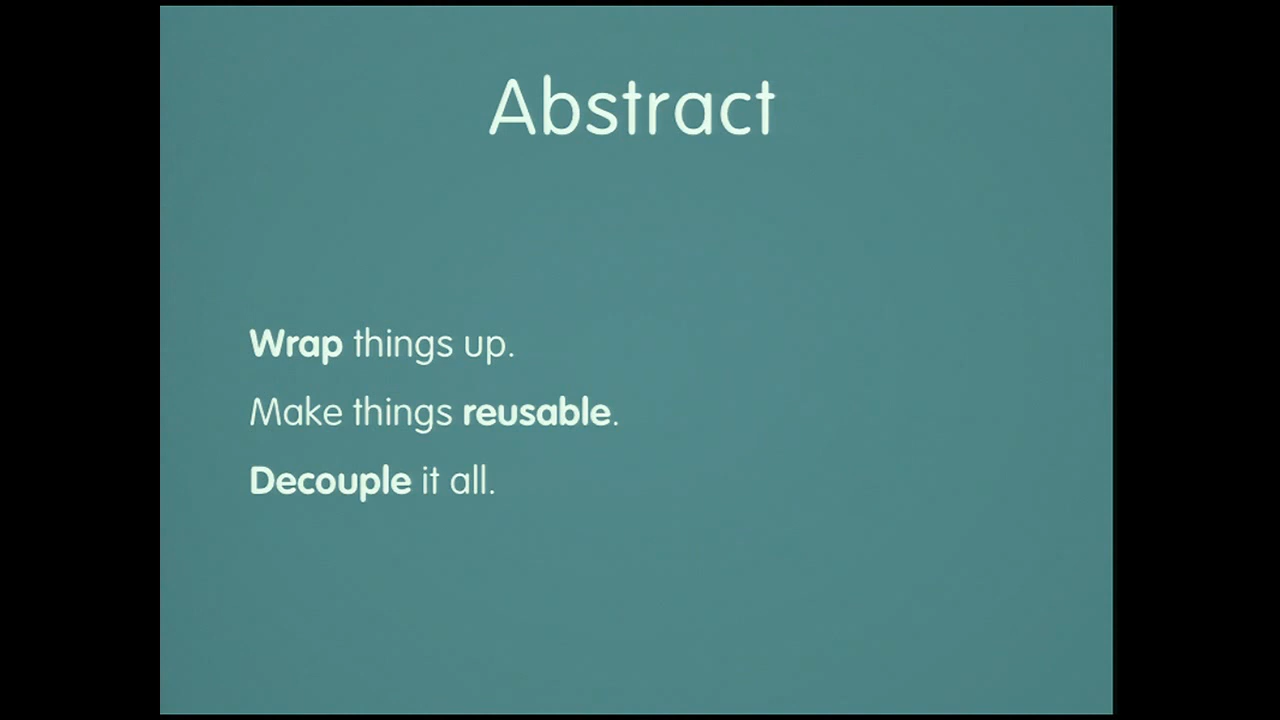 Abstract
Wrap things up.
Make things reusable.
Decouple it all.